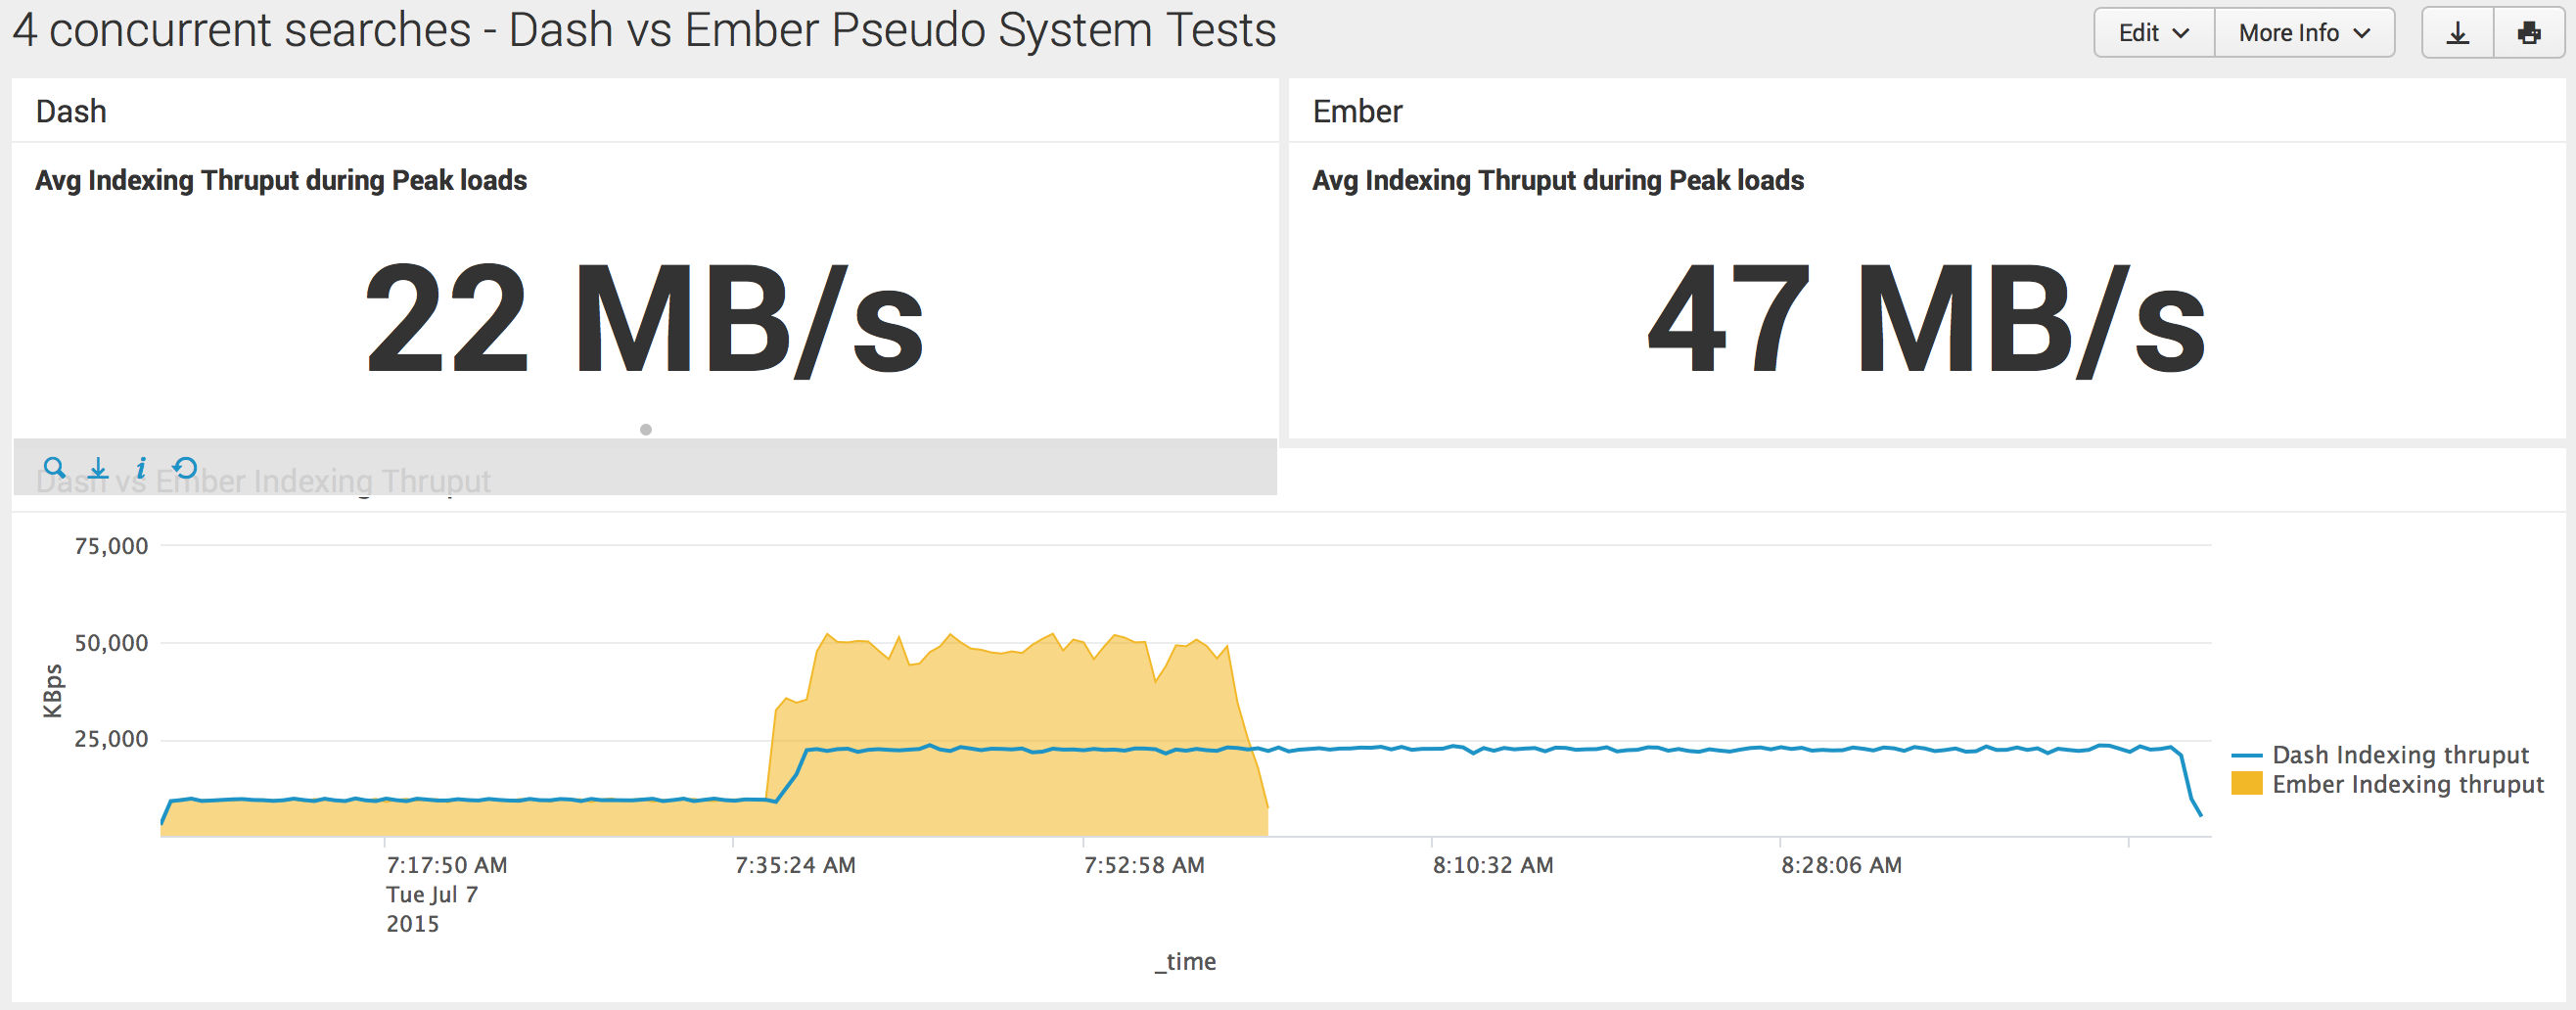 4 concurrent searches - Dash vs Ember Pseudo System Tests
Edit
More Info
Dash
Ember
Avg Indexing Thruput during Peak loads
Avg Indexing Thruput during Peak loads
22 MB/s
47 MB/s
Dash vs Ember Indexing Thruput
75,000
50,000
25,000
KBps
Dash Indexing thruput
Ember Indexing thruput
7:17:50 AM
Tue Jul 7
2015
7:35:24 AM
7:52:58 AM
8:10:32 AM
8:28:06 AM
_time